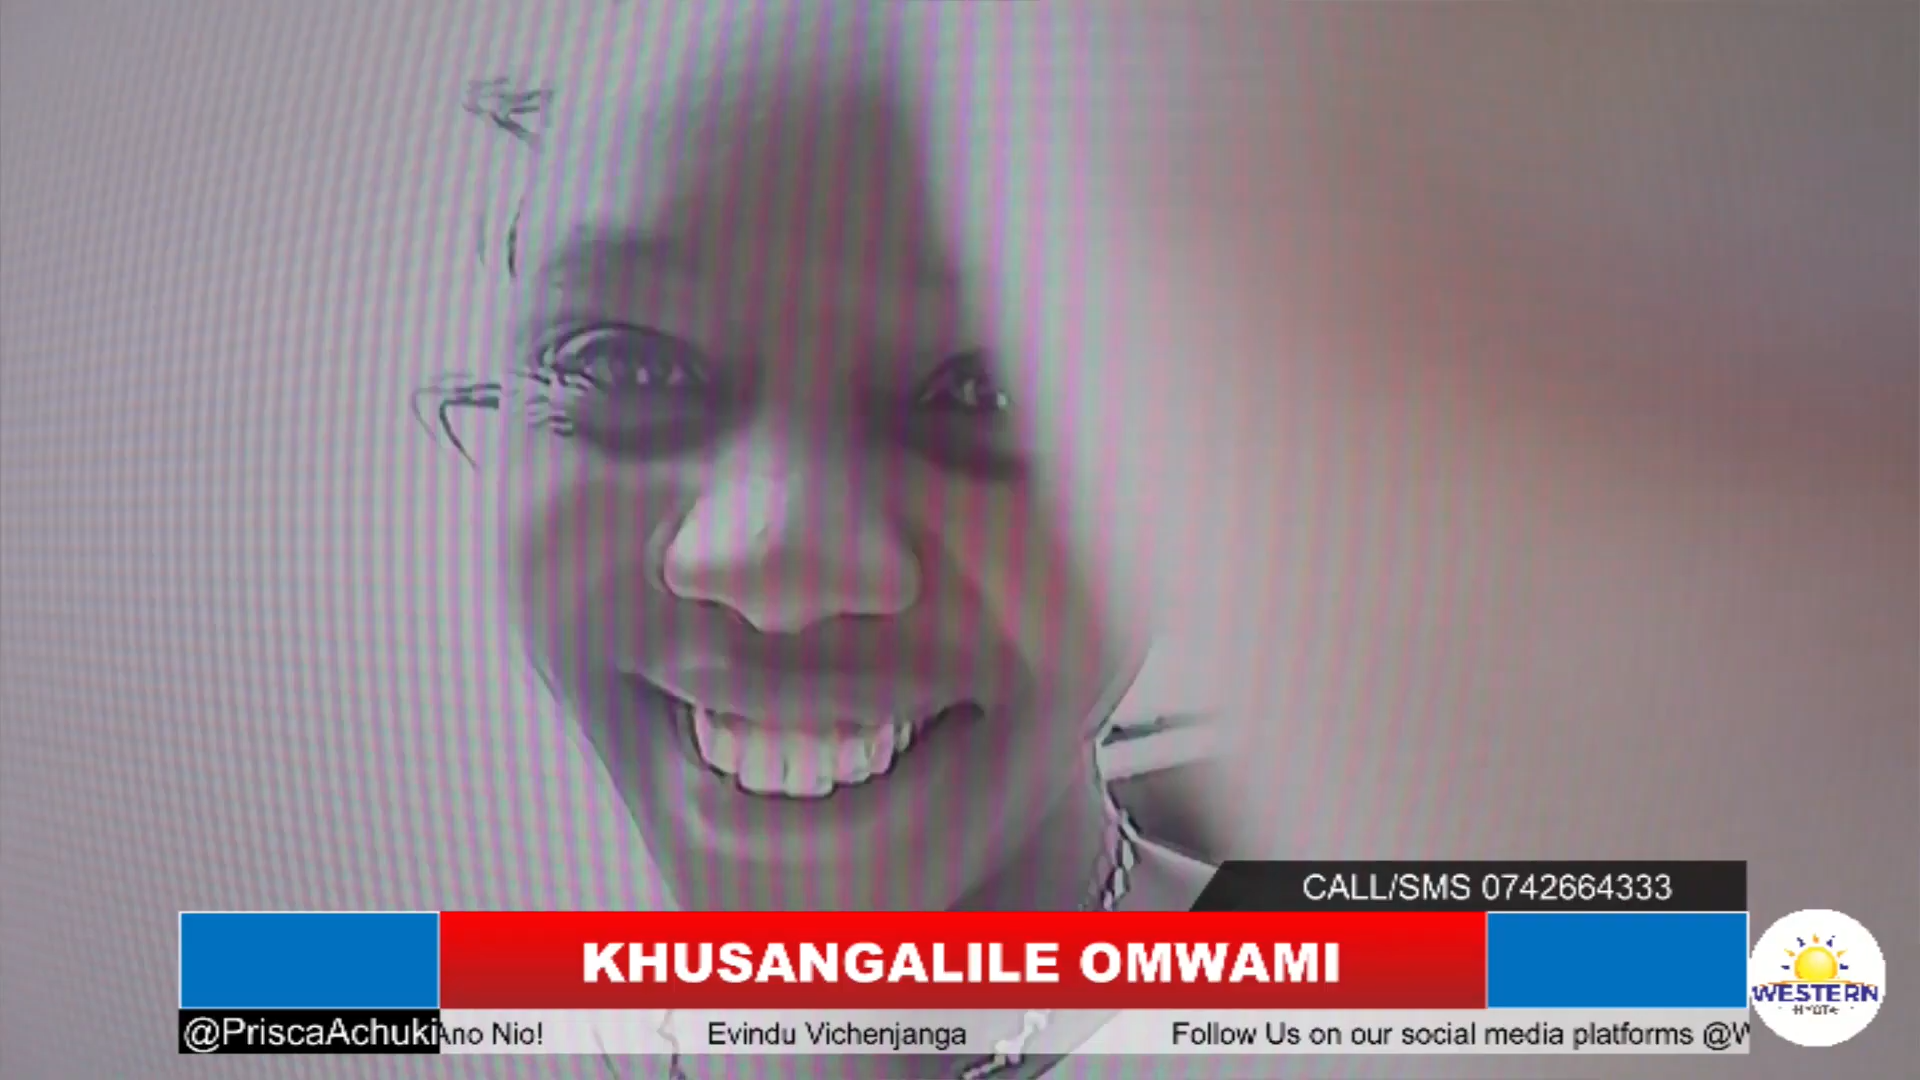 CALL/SMS 0742664333
KHUSANGALILE OMWAMI
@PriscaAchuki
Ano Nio!
Evindu Vichenjanga
Follow Us on our social media platforms @W
WESTERN